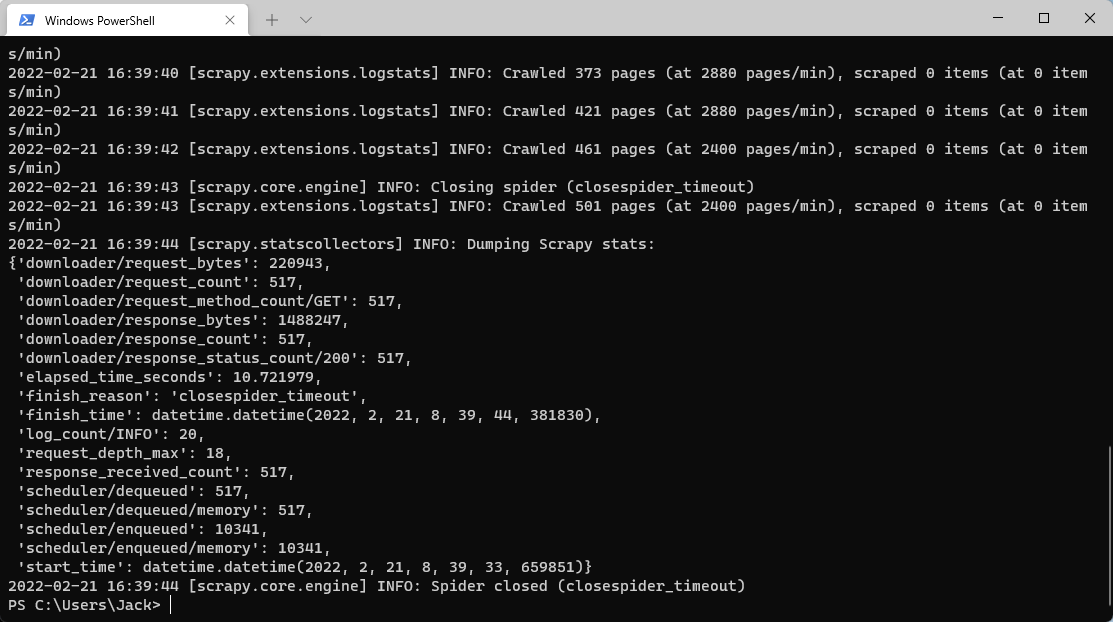 Windows PowerShell
s/min)
2022-02-21 16:39:40 [scrapy.extensions.logstats] INFO: Crawled 373 pages (at 2880 pages/min), scraped 0 items (at 0 item
s/min)
2022-02-21 16:39:41 [scrapy.extensions.logstats] INFO: Crawled 421 pages (at 2880 pages/min), scraped 0 items (at 0 item
s/min)
2022-02-21 16:39:42 [scrapy.extensions.logstats] INFO: Crawled 461 pages (at 2400 pages/min), scraped 0 items (at 0 item
s/min)
2022-02-21 16:39:43 [scrapy.core.engine] INFO: Closing spider (closespider_timeout)
2022-02-21 16:39:43 [scrapy.extensions.logstats] INFO: Crawled 501 pages (at 2400 pages/min), scraped 0 items (at 0 item
s/min)
2022-02-21 16:39:44 [scrapy.statscollectors] INFO: Dumping Scrapy stats:
{'downloader/request_bytes': 220943,
 'downloader/request_count': 517,
 'downloader/request_method_count/GET': 517,
 'downloader/response_bytes': 1488247,
 'downloader/response_count': 517,
 'downloader/response_status_count/200': 517,
 'elapsed_time_seconds': 10.721979,
 'finish_reason': 'closespider_timeout',
 'finish_time': datetime.datetime(2022, 2, 21, 8, 39, 44, 381830),
 'log_count/INFO': 20,
 'request_depth_max': 18,
 'response_received_count': 517,
 'scheduler/dequeued': 517,
 'scheduler/dequeued/memory': 517,
 'scheduler/enqueued': 10341,
 'scheduler/enqueued/memory': 10341,
 'start_time': datetime.datetime(2022, 2, 21, 8, 39, 33, 659851)}
2022-02-21 16:39:44 [scrapy.core.engine] INFO: Spider closed (closespider_timeout)
PS C:\Users\Jack>